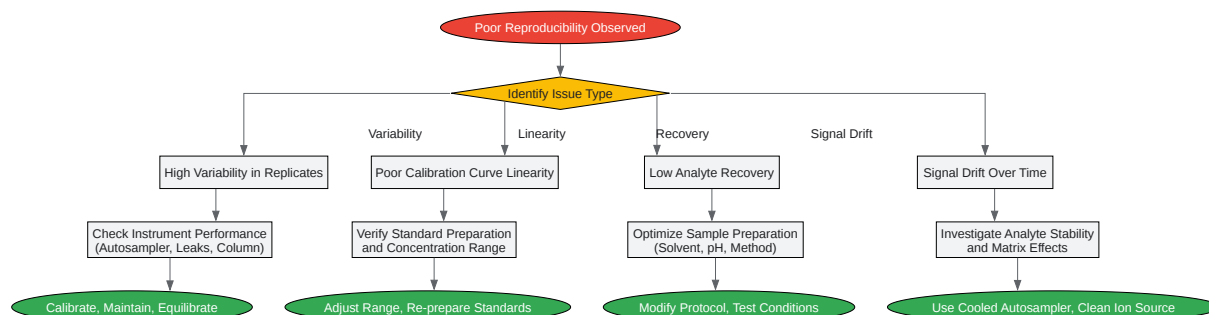 Poor Reproducibility Observed
Identify Issue Type
Variability
Linearity
Recovery
Signal Drift
High Variability in Replicates
Poor Calibration Curve Linearity
Low Analyte Recovery
Signal Drift Over Time
Check Instrument Performance
(Autosampler, Leaks, Column)
Verify Standard Preparation
and Concentration Range
Optimize Sample Preparation
(Solvent, pH, Method)
Investigate Analyte Stability
and Matrix Effects
Calibrate, Maintain, Equilibrate
Adjust Range, Re-prepare Standards
Modify Protocol, Test Conditions
Use Cooled Autosampler, Clean Ion Source